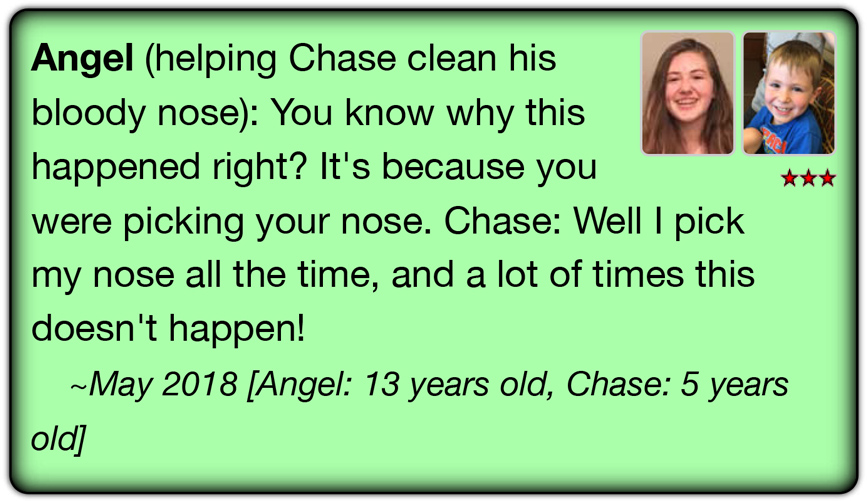 Angel (helping Chase clean his
bloody nose): You know why this
happened right? It's because you
were picking your nose. Chase: Well I pick
my nose all the time, and a lot of times this
doesn't happen!
~May 2018 [Angel: 13 years old, Chase: 5 years
old]